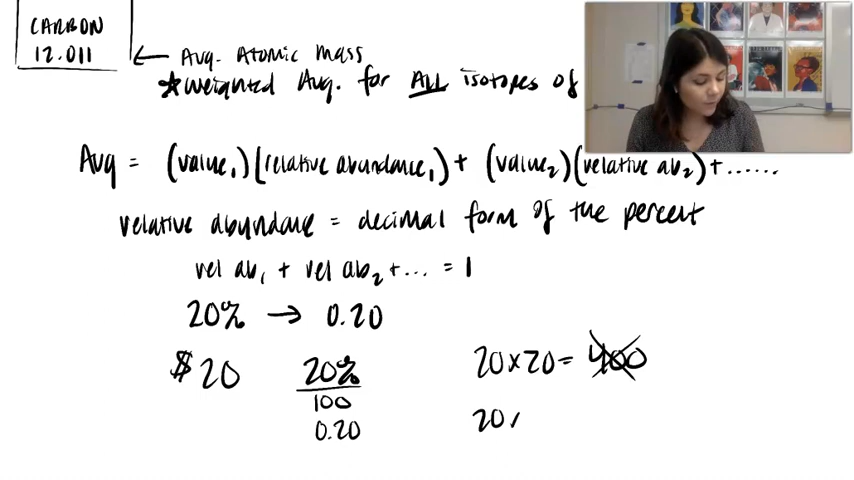 CARBON
12.011
← Avg. Atomic Mass
★weighted Avg. for ALL isotopes of
Avg = (value₁)(relative abundance₁) + (value₂)(relative ab₂) + ......
relative abundance = decimal form of the percent
rel ab₁ + rel ab₂ + ... = 1
20% → 0.20
$20
20%
100
0.20
20 x 20 = 400
20